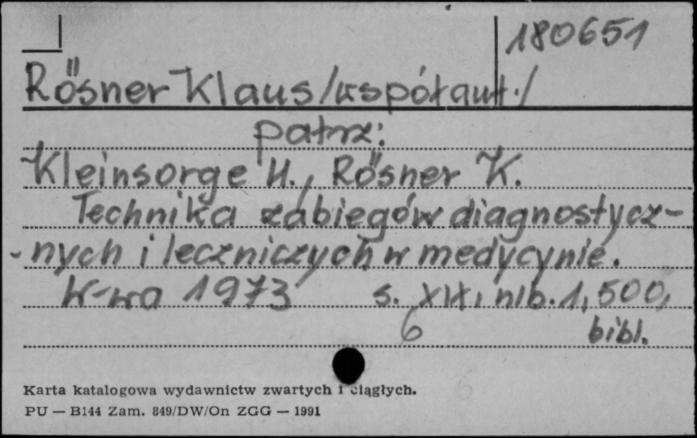 180651
Rösner Klaus /współaut./
patrz:
Kleinsorge H., Rösner K.
Technika zabiegów diagnostycz-
-nych i leczniczych w medycynie.
W-wa 1973 s. XIII, nlb. 1, 500,
6 bibl.
Karta katalogowa wydawnictw zwartych i ciągłych.
PU — B144 Zam. 849/DW/On ZGG — 1991